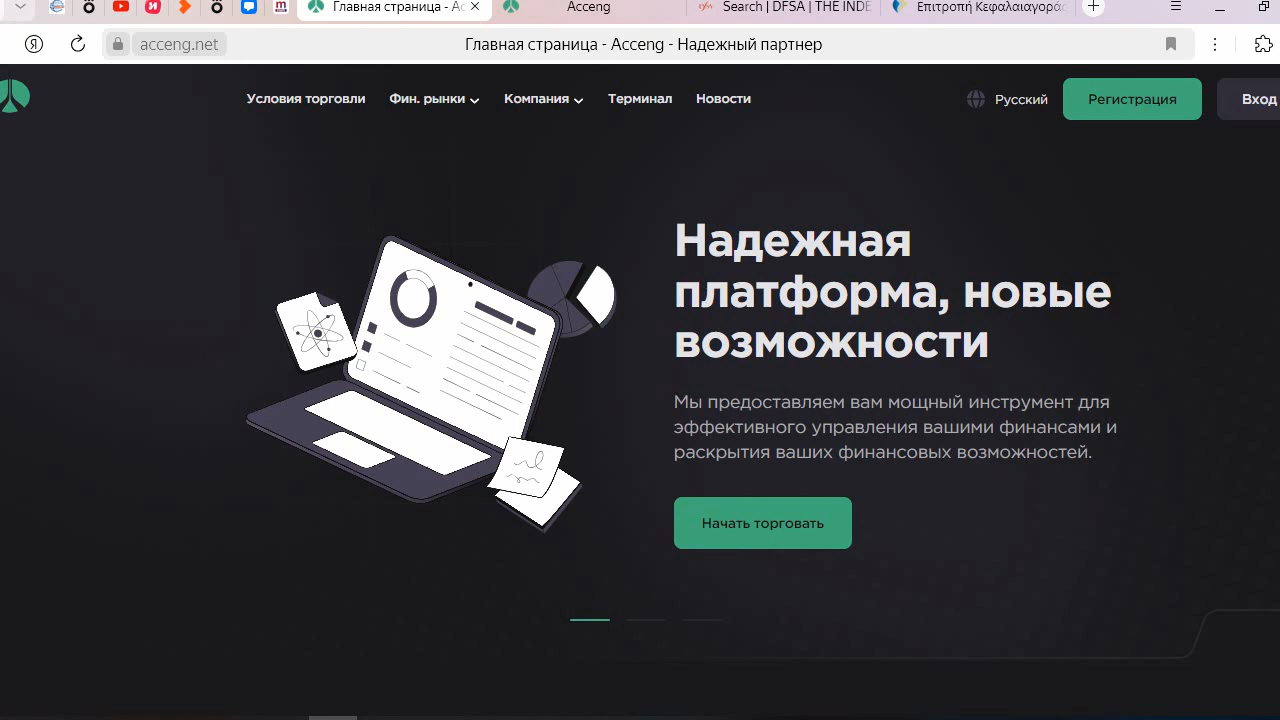 Главная страница - Ac
Acceng
Search | DFSA | THE INDE
Επιτροπή Κεφαλαιαγοράς
acceng.net
Главная страница - Acceng - Надежный партнер
Условия торговли
Фин. рынки
Компания
Терминал
Новости
Русский
Регистрация
Вход
Надежная
платформа, новые
возможности
Мы предоставляем вам мощный инструмент для
эффективного управления вашими финансами и
раскрытия ваших финансовых возможностей.
Начать торговать